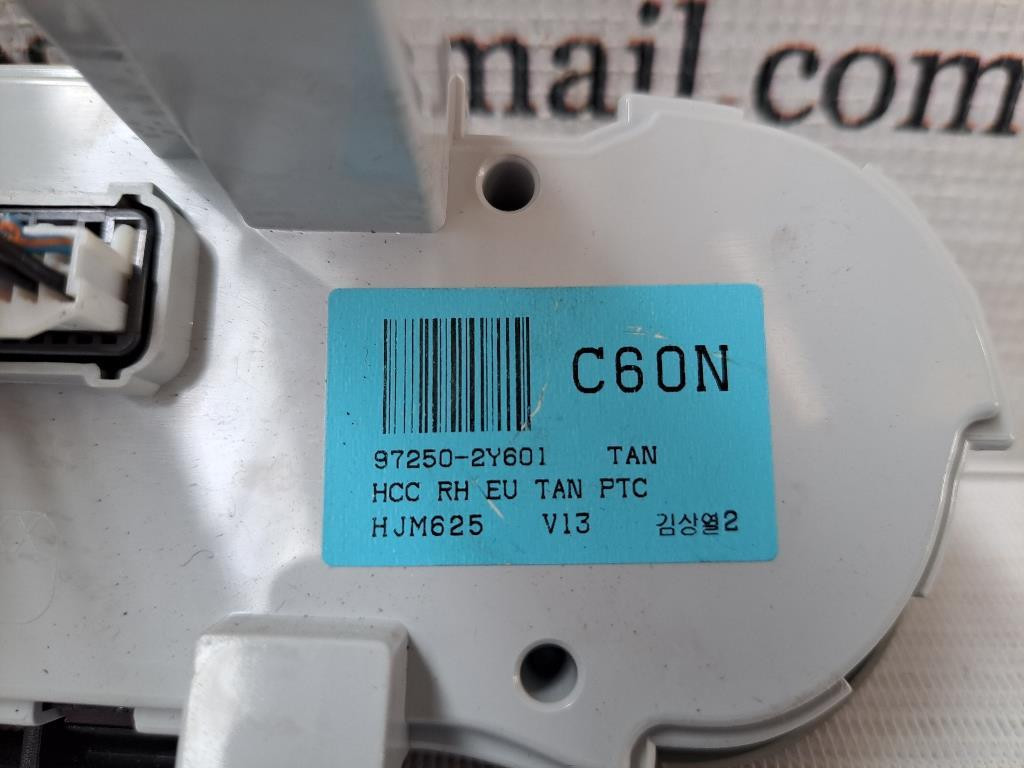 mail.com
C60N
97250-2Y601 TAN
HCC RH EU TAN PTC
HJM625 V13 김상열2